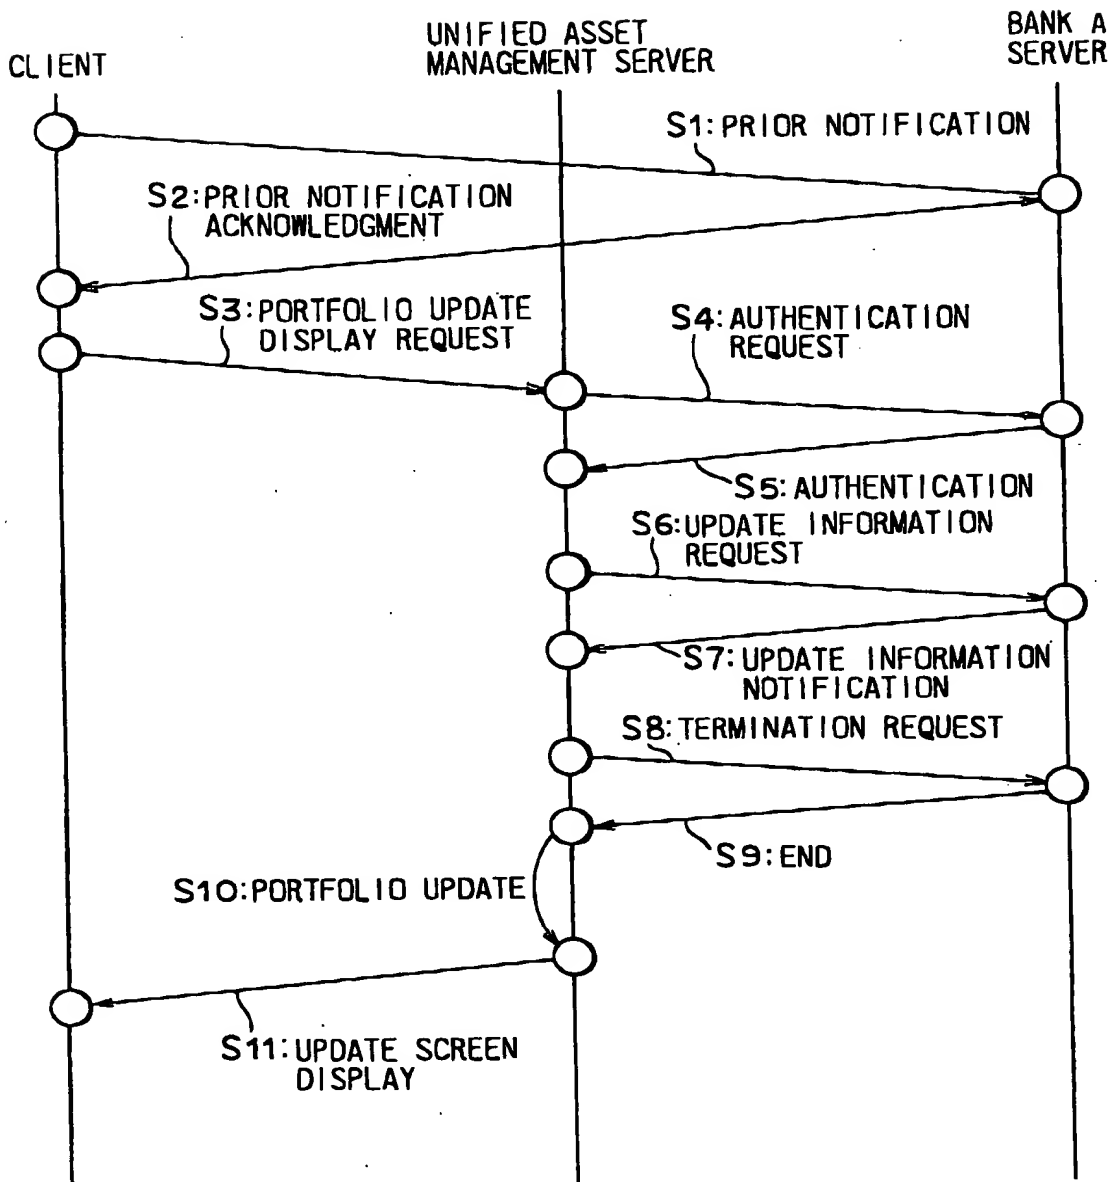 CLIENT
UNIFIED ASSET
MANAGEMENT SERVER
BANK A
SERVER
S1: PRIOR NOTIFICATION
S2: PRIOR NOTIFICATION
ACKNOWLEDGMENT
S3: PORTFOLIO UPDATE
DISPLAY REQUEST
S4: AUTHENTICATION
REQUEST
S5: AUTHENTICATION
S6: UPDATE INFORMATION
REQUEST
S7: UPDATE INFORMATION
NOTIFICATION
S8: TERMINATION REQUEST
S9: END
S10: PORTFOLIO UPDATE
S11: UPDATE SCREEN
DISPLAY